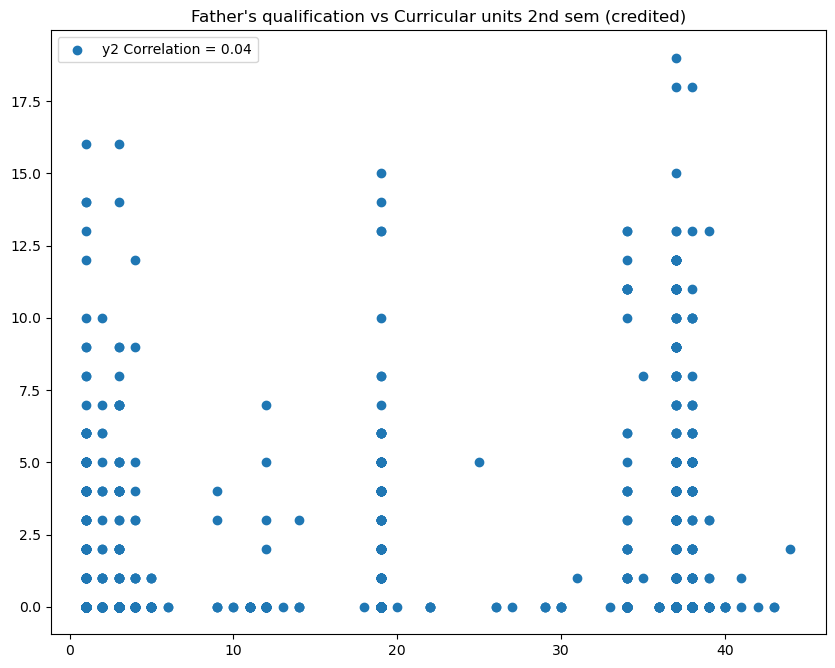 Father's qualification vs Curricular units 2nd sem (credited)
y2 Correlation = 0.04
17.5
15.0
12.5
10.0
7.5
5.0
2.5
0.0
0 10 20 30 40